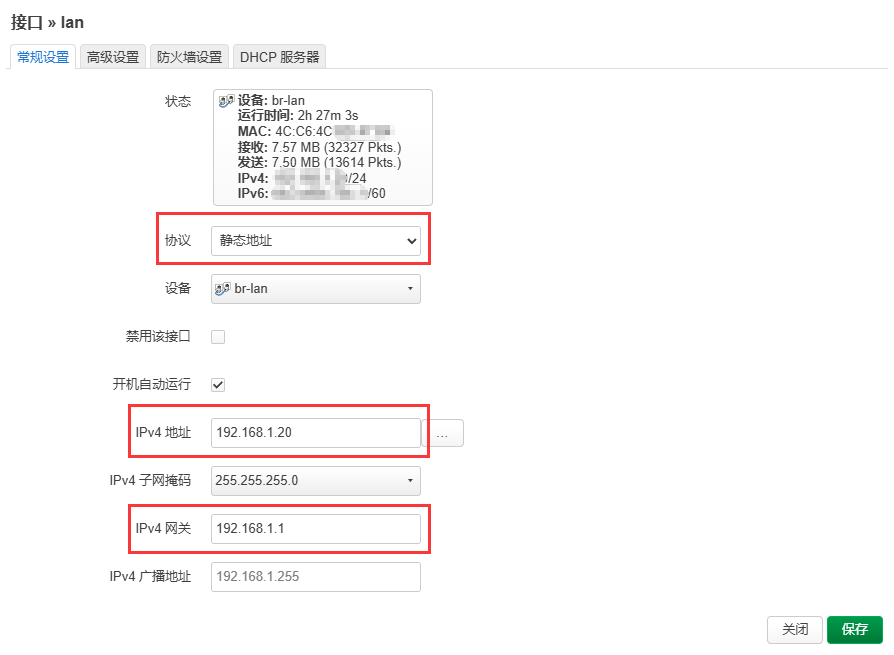 接口 » lan
常规设置 高级设置 防火墙设置 DHCP 服务器
状态
设备: br-lan
运行时间: 2h 27m 3s
MAC: 4C:C6:4C
接收: 7.57 MB (32327 Pkts.)
发送: 7.50 MB (13614 Pkts.)
IPv4: /24
IPv6: /60
协议 静态地址
设备 br-lan
禁用该接口
开机自动运行
IPv4 地址 192.168.1.20 ...
IPv4 子网掩码 255.255.255.0
IPv4 网关 192.168.1.1
IPv4 广播地址 192.168.1.255
关闭 保存